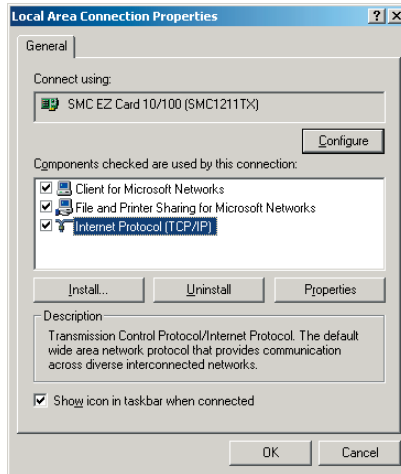 Local Area Connection Properties
General
Connect using:
SMC EZ Card 10/100 (SMC1211TX)
Configure
Components checked are used by this connection:
Client for Microsoft Networks
File and Printer Sharing for Microsoft Networks
Internet Protocol (TCP/IP)
Install... Uninstall Properties
Description
Transmission Control Protocol/Internet Protocol. The default
wide area network protocol that provides communication
across diverse interconnected networks.
Show icon in taskbar when connected
OK Cancel